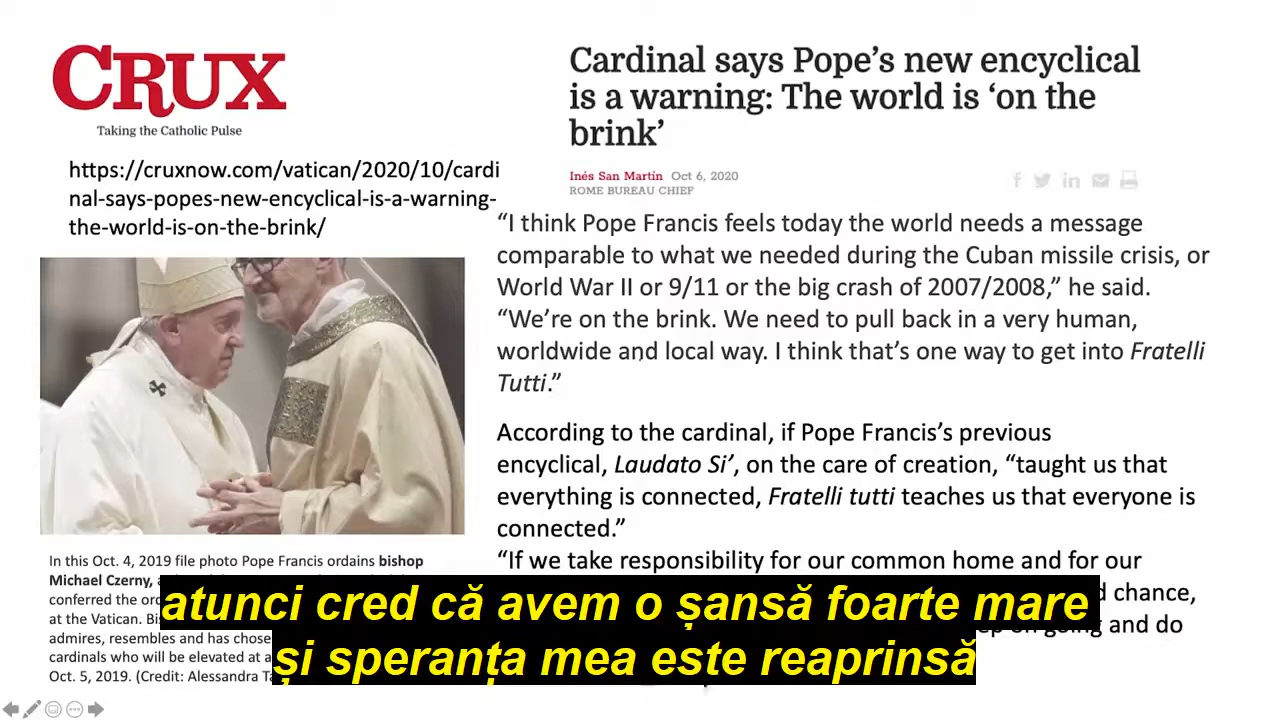 CRUX
Taking the Catholic Pulse
https://cruxnow.com/vatican/2020/10/cardi
nal-says-popes-new-encyclical-is-a-warning-
the-world-is-on-the-brink/
Cardinal says Pope’s new encyclical
is a warning: The world is ‘on the
brink’
Inés San Martín Oct 6, 2020
ROME BUREAU CHIEF
“I think Pope Francis feels today the world needs a message
comparable to what we needed during the Cuban missile crisis, or
World War II or 9/11 or the big crash of 2007/2008,” he said.
“We’re on the brink. We need to pull back in a very human,
worldwide and local way. I think that’s one way to get into Fratelli
Tutti.”
According to the cardinal, if Pope Francis’s previous
encyclical, Laudato Si’, on the care of creation, “taught us that
everything is connected, Fratelli tutti teaches us that everyone is
connected.”
“If we take responsibility for our common home and for our
chance,
going and do
In this Oct. 4, 2019 file photo Pope Francis ordains bishop
Michael Czerny,
conferred the
at the Vatican.
admires, resembles and has
cardinals who will be elevated at
Oct. 5, 2019. (Credit: Alessandra
atunci cred că avem o șansă foarte mare
și speranța mea este reaprinsă